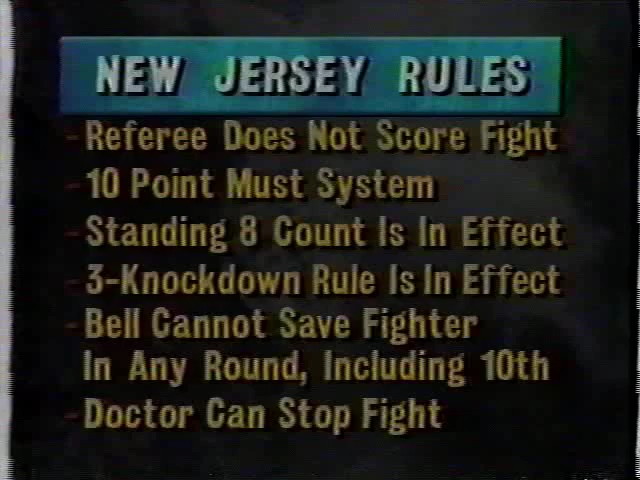 NEW JERSEY RULES
- Referee Does Not Score Fight
- 10 Point Must System
- Standing 8 Count Is In Effect
- 3-Knockdown Rule Is In Effect
- Bell Cannot Save Fighter
In Any Round, Including 10th
- Doctor Can Stop Fight